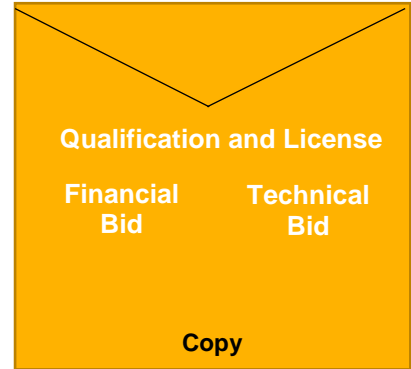 Qualification and License
Financial Technical
Bid Bid
Copy